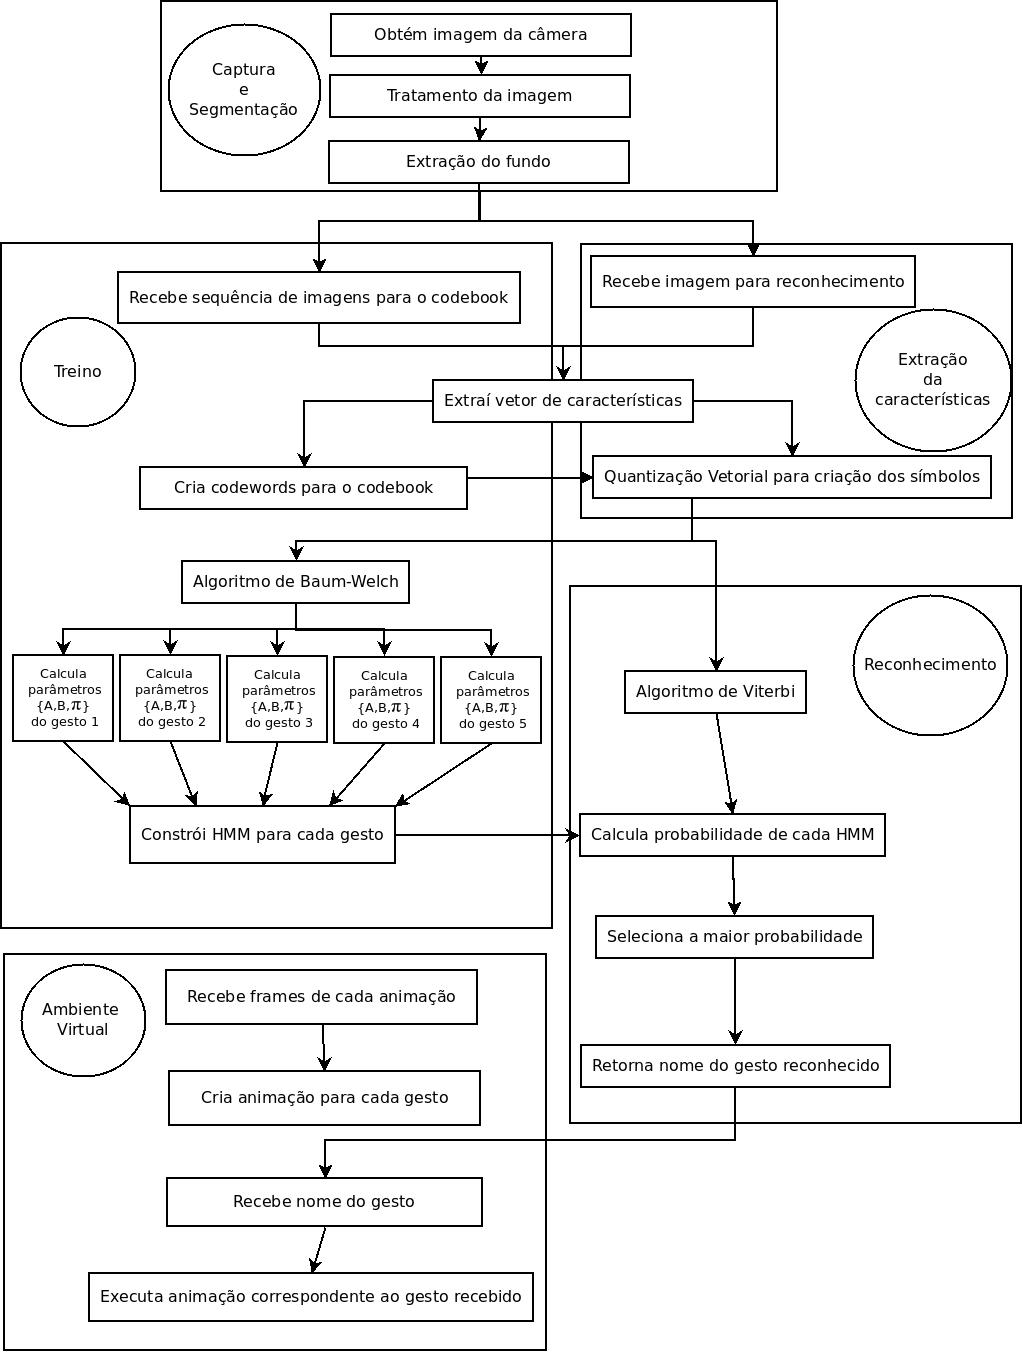 Captura
e
Segmentação
Obtém imagem da câmera
Tratamento da imagem
Extração do fundo
Recebe sequência de imagens para o codebook
Recebe imagem para reconhecimento
Treino
Extração
da
características
Extraí vetor de características
Cria codewords para o codebook
Quantização Vetorial para criação dos símbolos
Algoritmo de Baum-Welch
Calcula
parâmetros
{A,B,π}
do gesto 1
Calcula
parâmetros
{A,B,π}
do gesto 2
Calcula
parâmetros
{A,B,π}
do gesto 3
Calcula
parâmetros
{A,B,π}
do gesto 4
Calcula
parâmetros
{A,B,π}
do gesto 5
Constrói HMM para cada gesto
Reconhecimento
Algoritmo de Viterbi
Calcula probabilidade de cada HMM
Seleciona a maior probabilidade
Retorna nome do gesto reconhecido
Ambiente
Virtual
Recebe frames de cada animação
Cria animação para cada gesto
Recebe nome do gesto
Executa animação correspondente ao gesto recebido